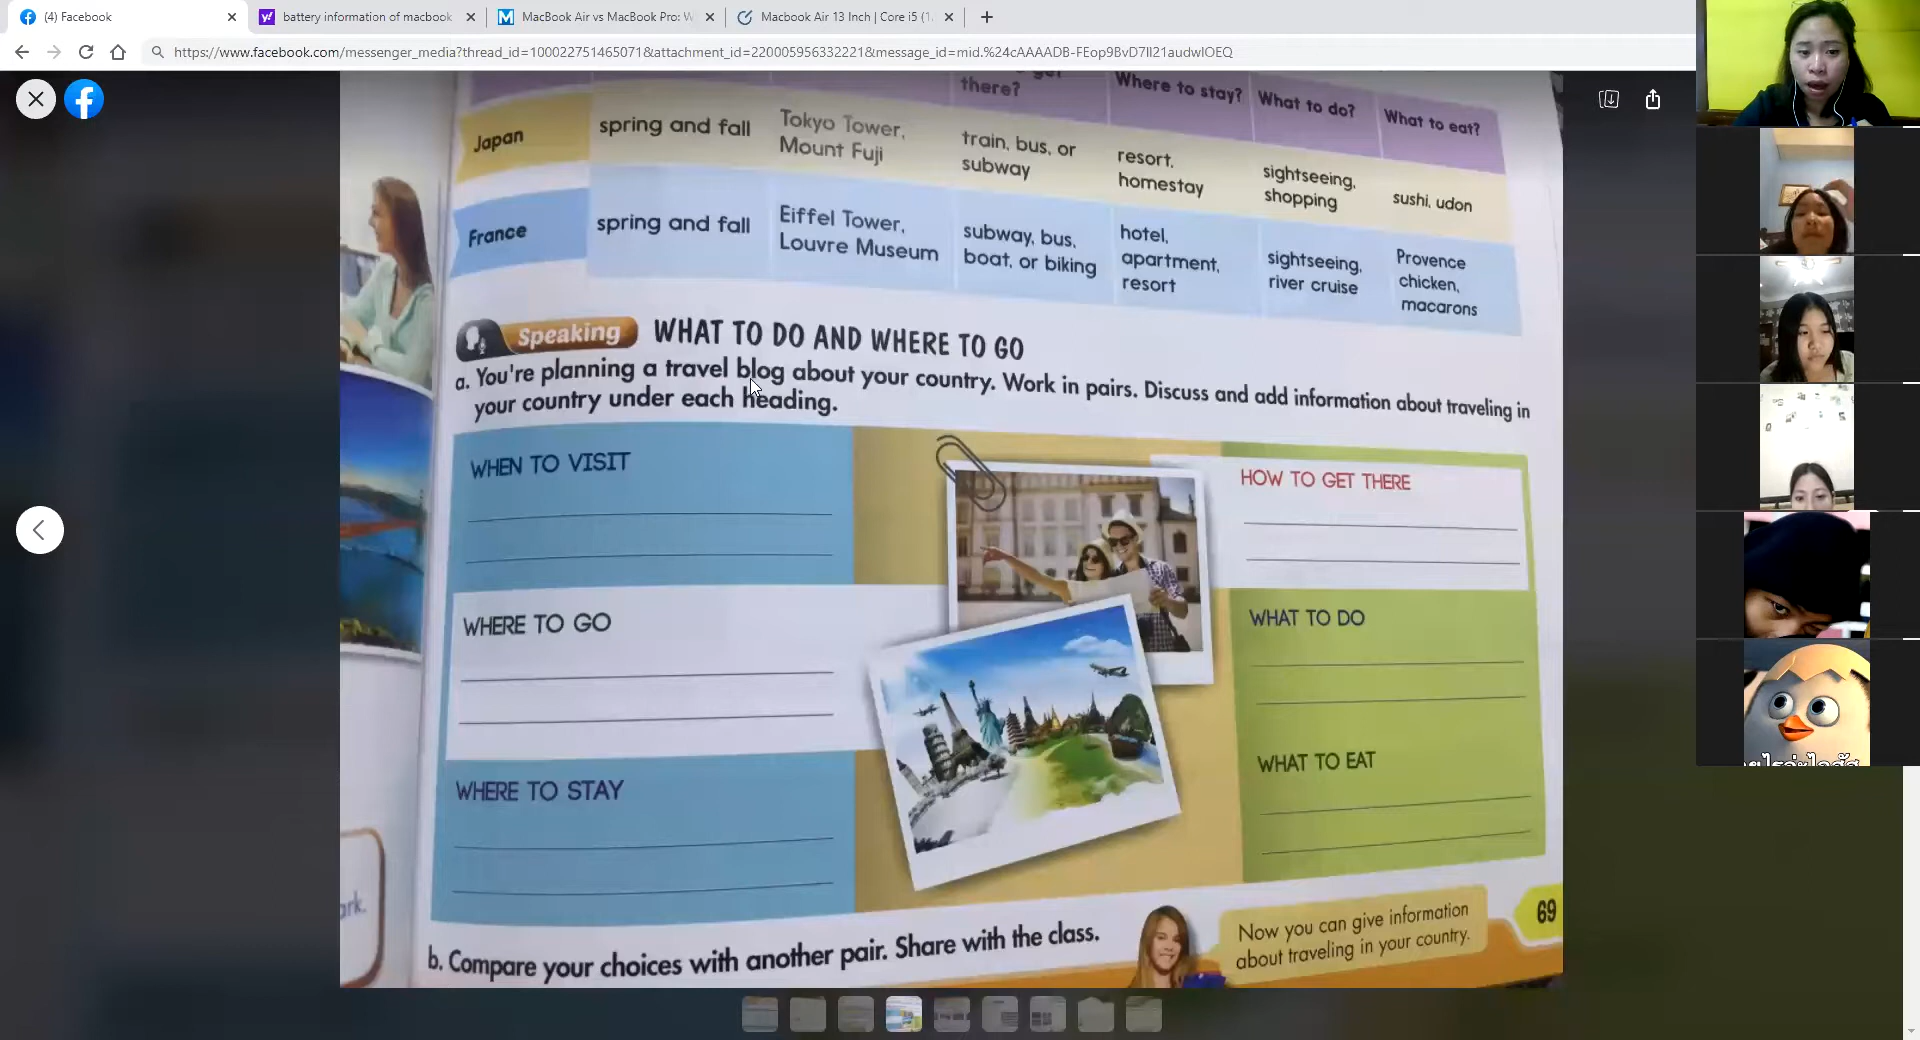 (4) Facebook
battery information of macbook
MacBook Air vs MacBook Pro: W
Macbook Air 13 Inch | Core i5 (1.
https://www.facebook.com/messenger_media?thread_id=100022751465071&attachment_id=220005956332221&message_id=mid.%24cAAAADB-FEop9BvD7Il21audwIOEQ
get there? Where to stay? What to do? What to eat?
Japan spring and fall Tokyo Tower, Mount Fuji train, bus, or subway resort, homestay sightseeing, shopping sushi, udon
France spring and fall Eiffel Tower, Louvre Museum subway, bus, boat, or biking hotel, apartment, resort sightseeing, river cruise Provence chicken, macarons
Speaking WHAT TO DO AND WHERE TO GO
a. You're planning a travel blog about your country. Work in pairs. Discuss and add information about traveling in
your country under each heading.
WHEN TO VISIT
HOW TO GET THERE
WHERE TO GO
WHAT TO DO
WHERE TO STAY
WHAT TO EAT
b. Compare your choices with another pair. Share with the class.
Now you can give information
about traveling in your country.
69